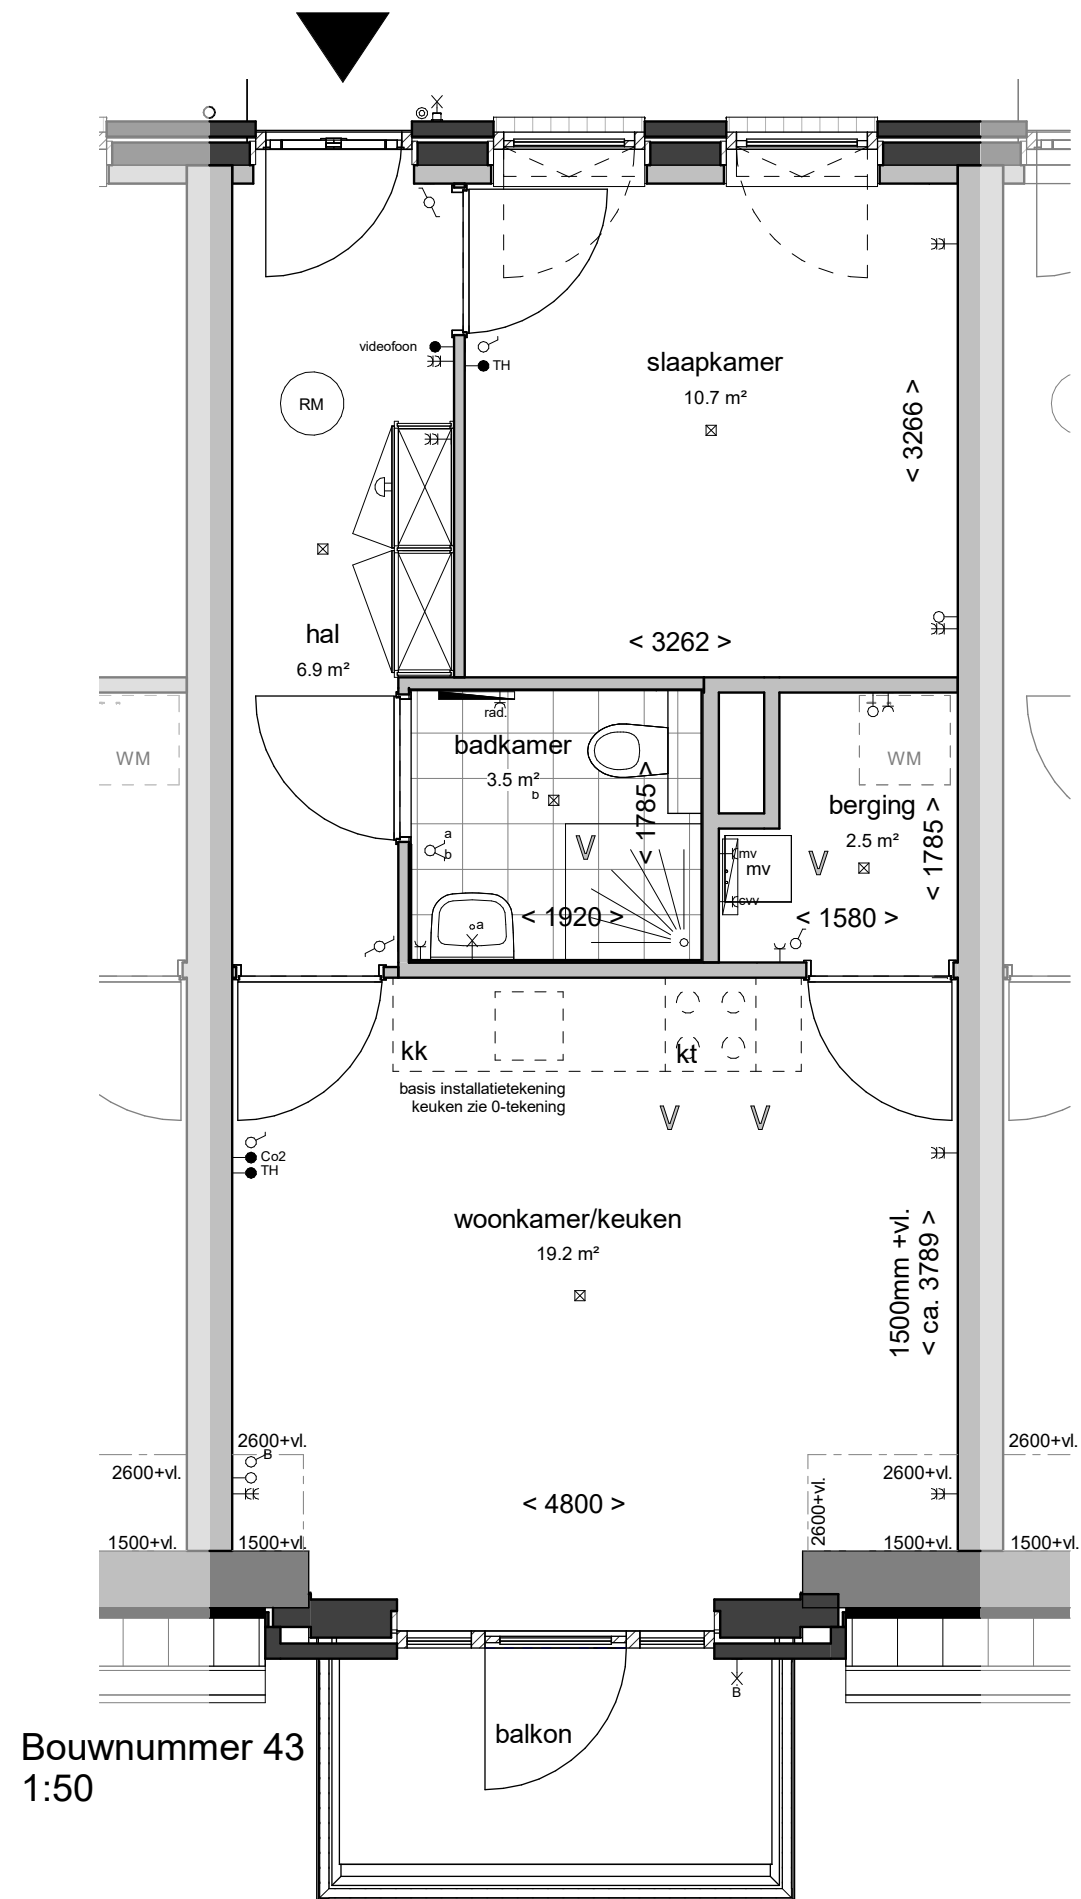 videofoon
TH
RM
slaapkamer
10.7 m²
< 3266 >
< 3262 >
hal
6.9 m²
rad.
badkamer
3.5 m²
b
< 1785 >
a
b
a
< 1920 >
WM
WM
berging
2.5 m²
< 1785 >
mv
mv
cvv
< 1580 >
kk
kt
basis installatietekening
keuken zie 0-tekening
Co2
TH
woonkamer/keuken
19.2 m²
1500mm +vl.
< ca. 3789 >
2600+vl.
B
2600+vl.
2600+vl.
2600+vl.
2600+vl.
< 4800 >
1500+vl.
1500+vl.
1500+vl.
1500+vl.
B
balkon
Bouwnummer 43
1:50